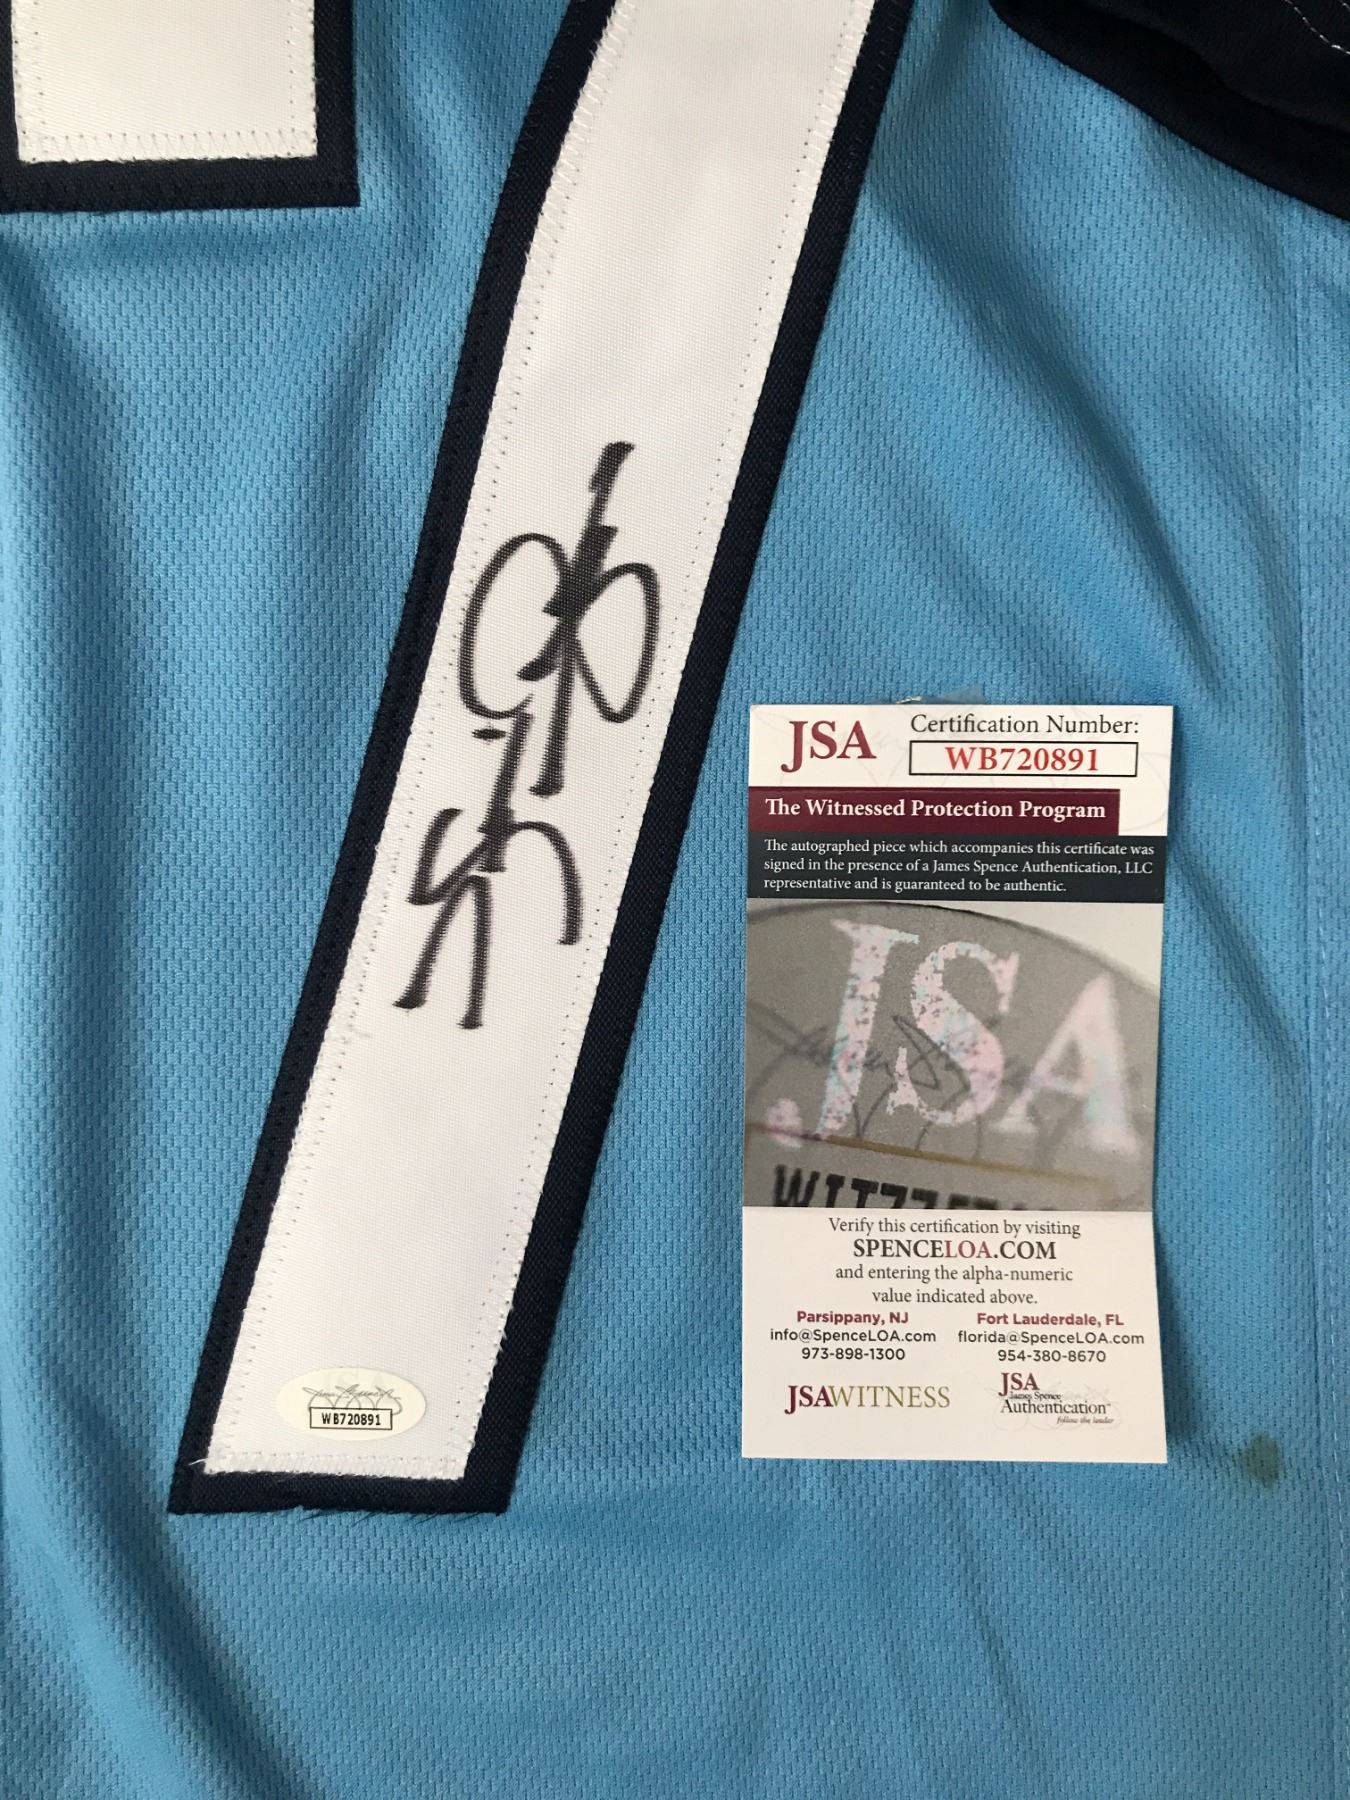 JSA
Certification Number:
WB720891
The Witnessed Protection Program
The autographed piece which accompanies this certificate was
signed in the presence of a James Spence Authentication, LLC
representative and is guaranteed to be authentic.
JSA
Verify this certification by visiting
SPENCELOA.COM
and entering the alpha-numeric
value indicated above.
Parsippany, NJ
info@SpenceLOA.com
973-898-1300
Fort Lauderdale, FL
florida@SpenceLOA.com
954-380-8670
JSAWITNESS
JSA
James Spence
Authentication
follow the leader
WB720891